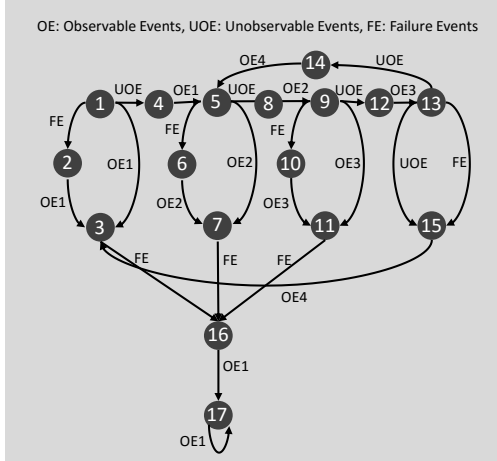 OE: Observable Events, UOE: Unobservable Events, FE: Failure Events
OE4
14
UOE
1
UOE
4
OE1
5
UOE
8
OE2
9
UOE
12
OE3
13
FE
FE
FE
2
OE1
6
OE2
10
OE3
UOE
FE
OE1
OE2
OE3
3
7
11
15
FE
FE
FE
OE4
16
OE1
17
OE1